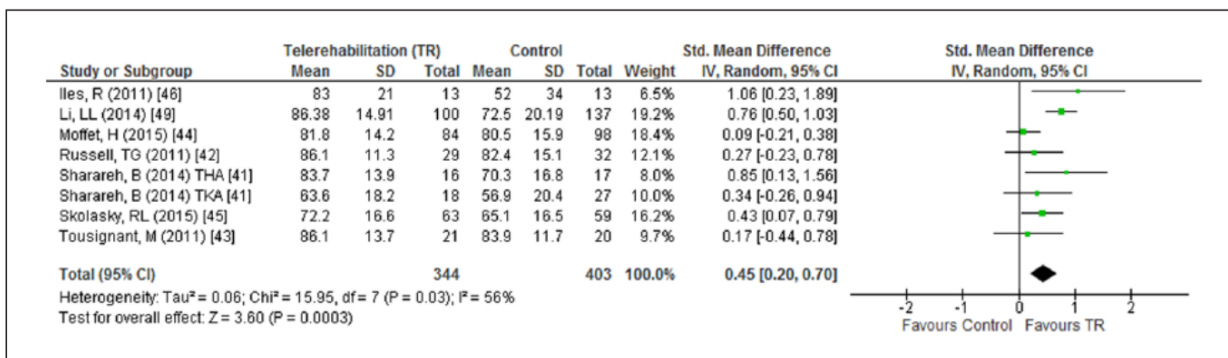 Telerehabilitation (TR) Control Std. Mean Difference Std. Mean Difference
Study or Subgroup Mean SD Total Mean SD Total Weight IV, Random, 95% CI IV, Random, 95% CI
Iles, R (2011) [46] 83 21 13 52 34 13 6.5% 1.06 [0.23, 1.89]
Li, LL (2014) [49] 86.38 14.91 100 72.5 20.19 137 19.2% 0.76 [0.50, 1.03]
Moffet, H (2015) [44] 81.8 14.2 84 80.5 15.9 98 18.4% 0.09 [-0.21, 0.38]
Russell, TG (2011) [42] 86.1 11.3 29 82.4 15.1 32 12.1% 0.27 [-0.23, 0.78]
Sharareh, B (2014) THA [41] 83.7 13.9 16 70.3 16.8 17 8.0% 0.85 [0.13, 1.56]
Sharareh, B (2014) TKA [41] 63.6 18.2 18 56.9 20.4 27 10.0% 0.34 [-0.26, 0.94]
Skolasky, RL (2015) [45] 72.2 16.6 63 65.1 16.5 59 16.2% 0.43 [0.07, 0.79]
Tousignant, M (2011) [43] 86.1 13.7 21 83.9 11.7 20 9.7% 0.17 [-0.44, 0.78]
Total (95% CI) 344 403 100.0% 0.45 [0.20, 0.70]
Heterogeneity: Tau² = 0.06; Chi² = 15.95, df = 7 (P = 0.03); I² = 56%
Test for overall effect: Z = 3.60 (P = 0.0003)
-2 -1 0 1 2
Favours Control Favours TR